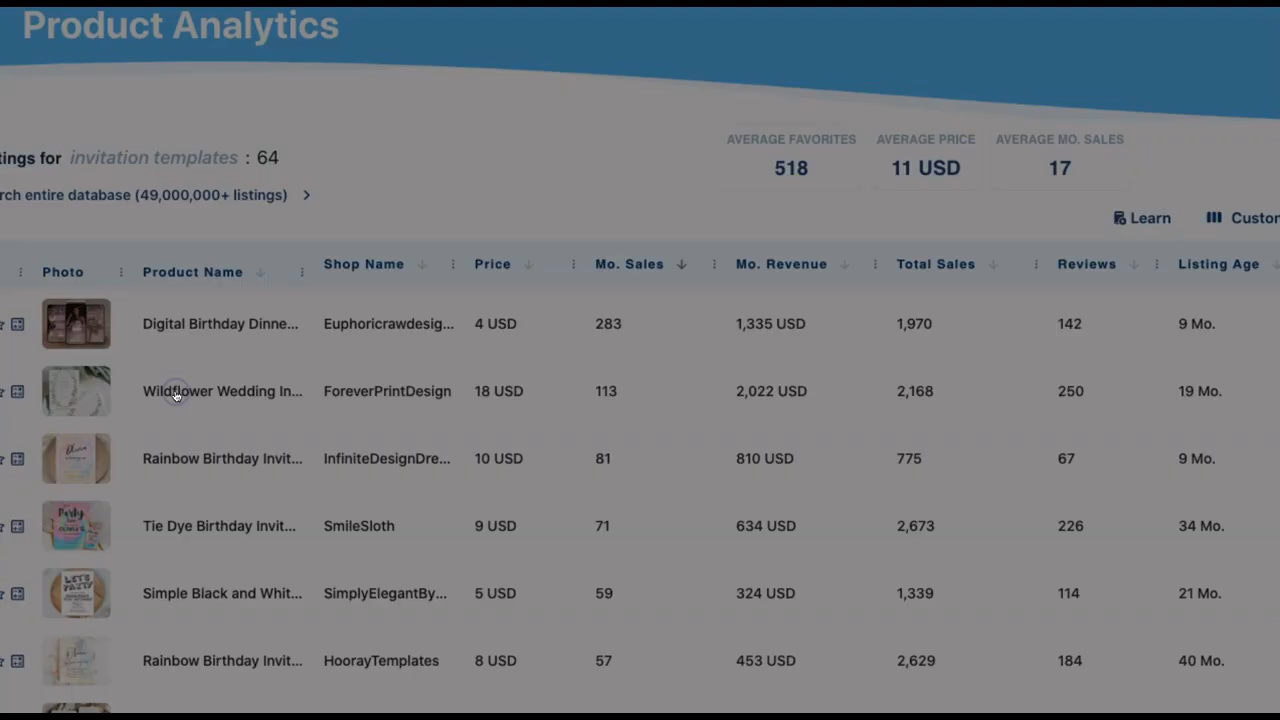 Product Analytics
AVERAGE FAVORITES AVERAGE PRICE AVERAGE MO. SALES
tings for invitation templates : 64
518 11 USD 17
rch entire database (49,000,000+ listings)
Learn Custor
Photo Product Name Shop Name Price Mo. Sales Mo. Revenue Total Sales Reviews Listing Age
Digital Birthday Dinne... Euphoricrawdesig... 4 USD 283 1,335 USD 1,970 142 9 Mo.
Wildflower Wedding In... ForeverPrintDesign 18 USD 113 2,022 USD 2,168 250 19 Mo.
Rainbow Birthday Invit... InfiniteDesignDre... 10 USD 81 810 USD 775 67 9 Mo.
Tie Dye Birthday Invit... SmileSloth 9 USD 71 634 USD 2,673 226 34 Mo.
Simple Black and Whit... SimplyElegantBy... 5 USD 59 324 USD 1,339 114 21 Mo.
Rainbow Birthday Invit... HoorayTemplates 8 USD 57 453 USD 2,629 184 40 Mo.